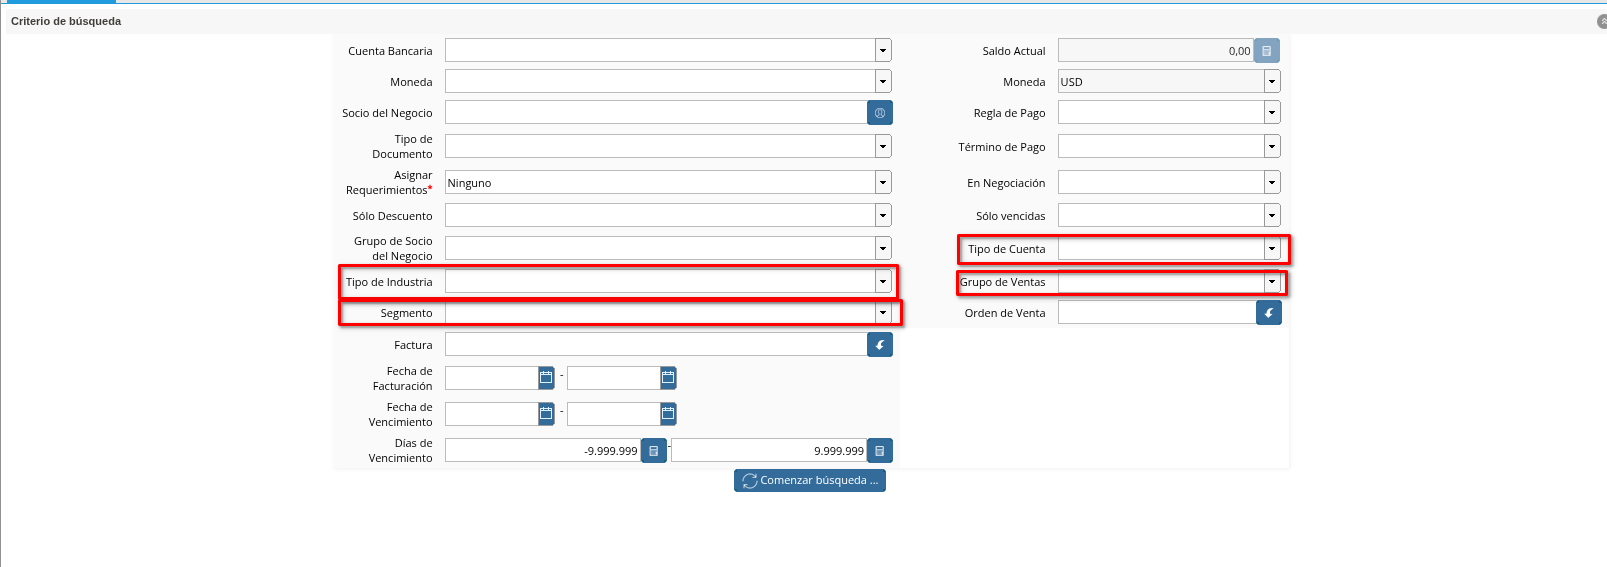 Criterio de búsqueda
Cuenta Bancaria
Saldo Actual
0,00
Moneda
Moneda
USD
Socio del Negocio
Regla de Pago
Tipo de
Documento
Término de Pago
Asignar
Requerimientos*
Ninguno
En Negociación
Sólo Descuento
Sólo vencidas
Grupo de Socio
del Negocio
Tipo de Cuenta
Tipo de Industria
Grupo de Ventas
Segmento
Orden de Venta
Factura
Fecha de
Facturación
-
Fecha de
Vencimiento
-
Días de
Vencimiento
-9.999.999
-
9.999.999
Comenzar búsqueda ...